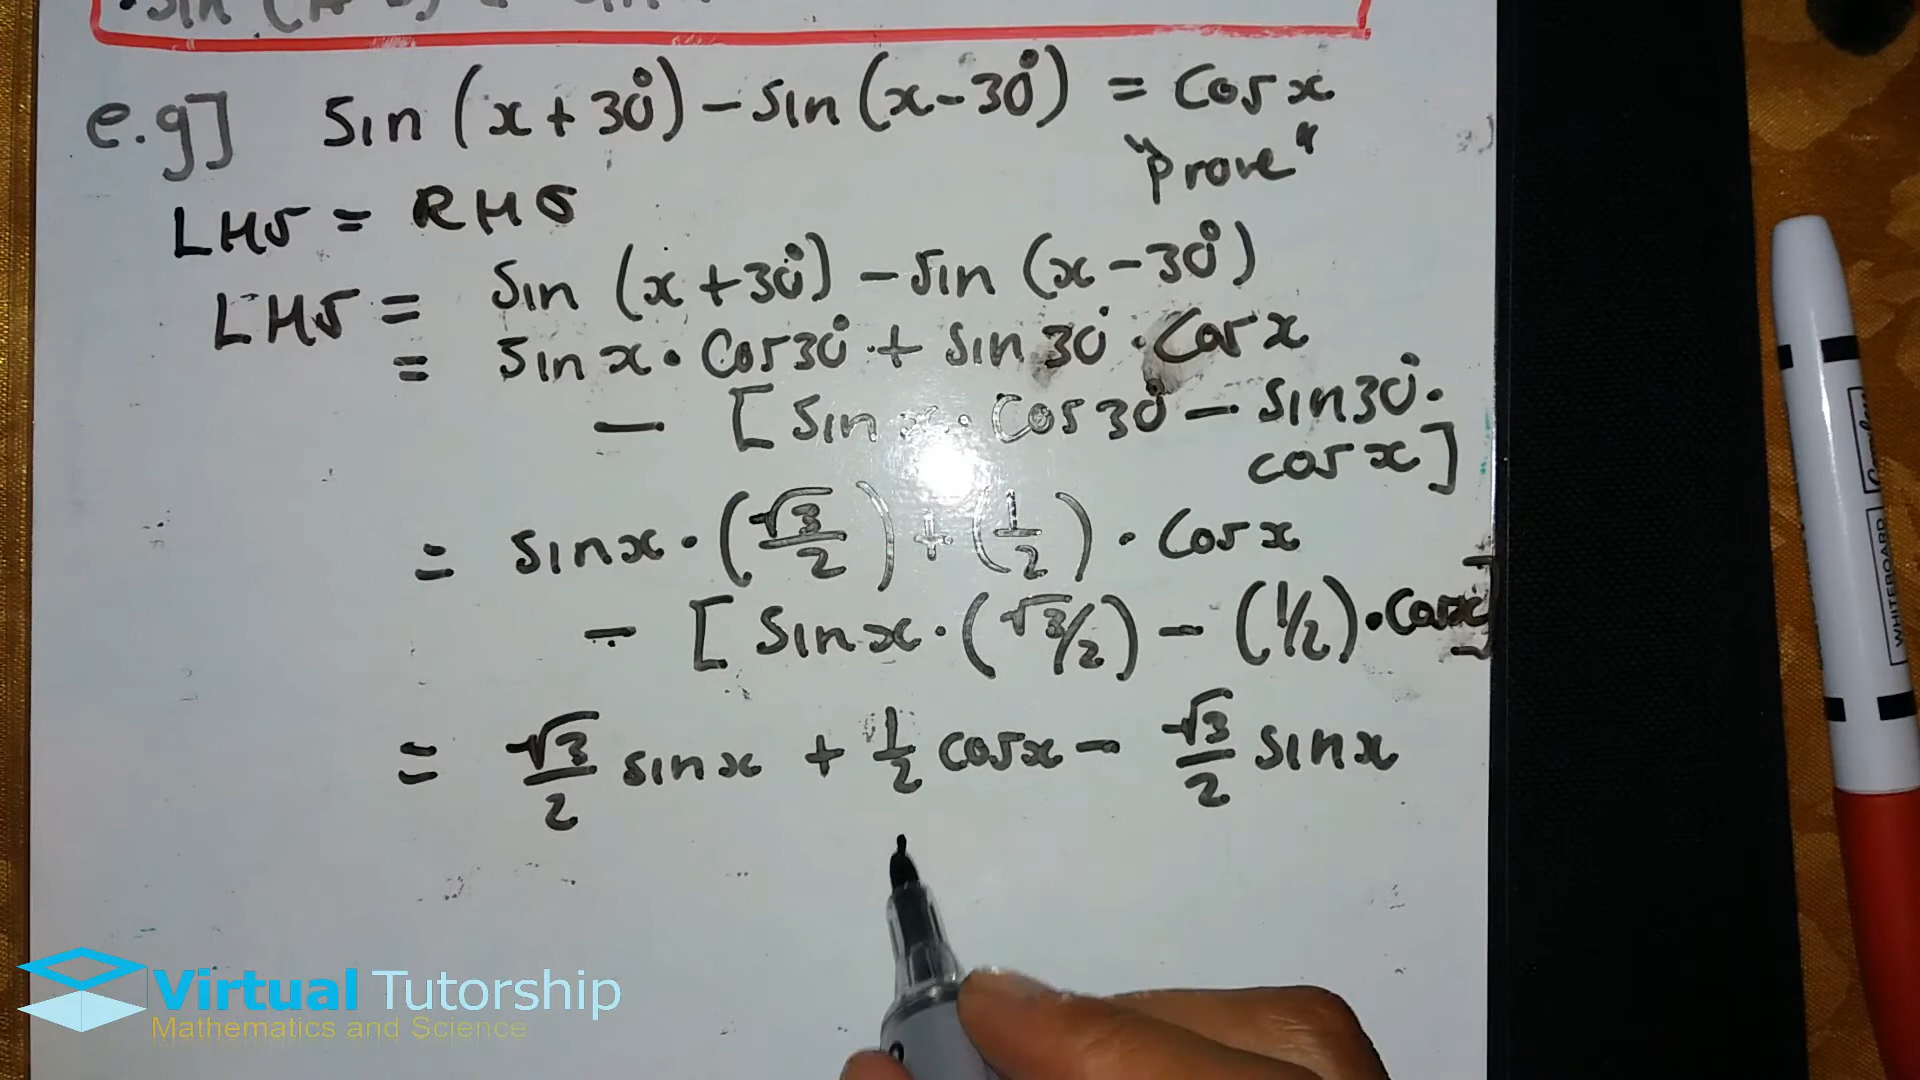 e.g] sin (x + 30°) - sin (x - 30°) = cos x
"prove"
LHS = RHS
LHS = sin (x + 30°) - sin (x - 30°)
= sin x · cos 30° + sin 30° · cos x
- [sin x · cos 30° - sin 30° ·
cos x]
= sin x · (√3/2) + (1/2) · cos x
- [sin x · (√3/2) - (1/2) · cos x]
= √3/2 sin x + 1/2 cos x - √3/2 sin x
WHITEBOARD
Virtual Tutorship
Mathematics and Science